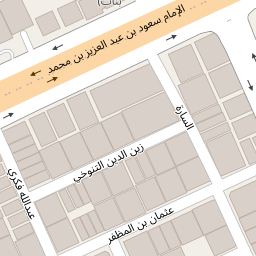 الإمام سعود بن عبد العزيز بن محمد
السارة
زين الدين التنوخي
عبدالله فكري
عثمان بن المظفر